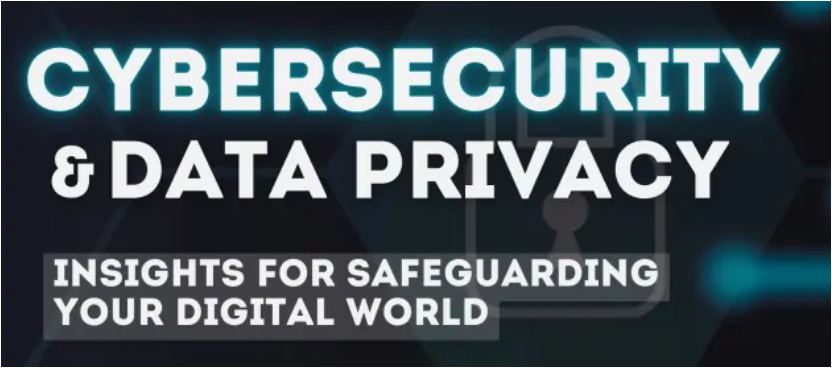 CYBERSECURITY
& DATA PRIVACY
INSIGHTS FOR SAFEGUARDING
YOUR DIGITAL WORLD